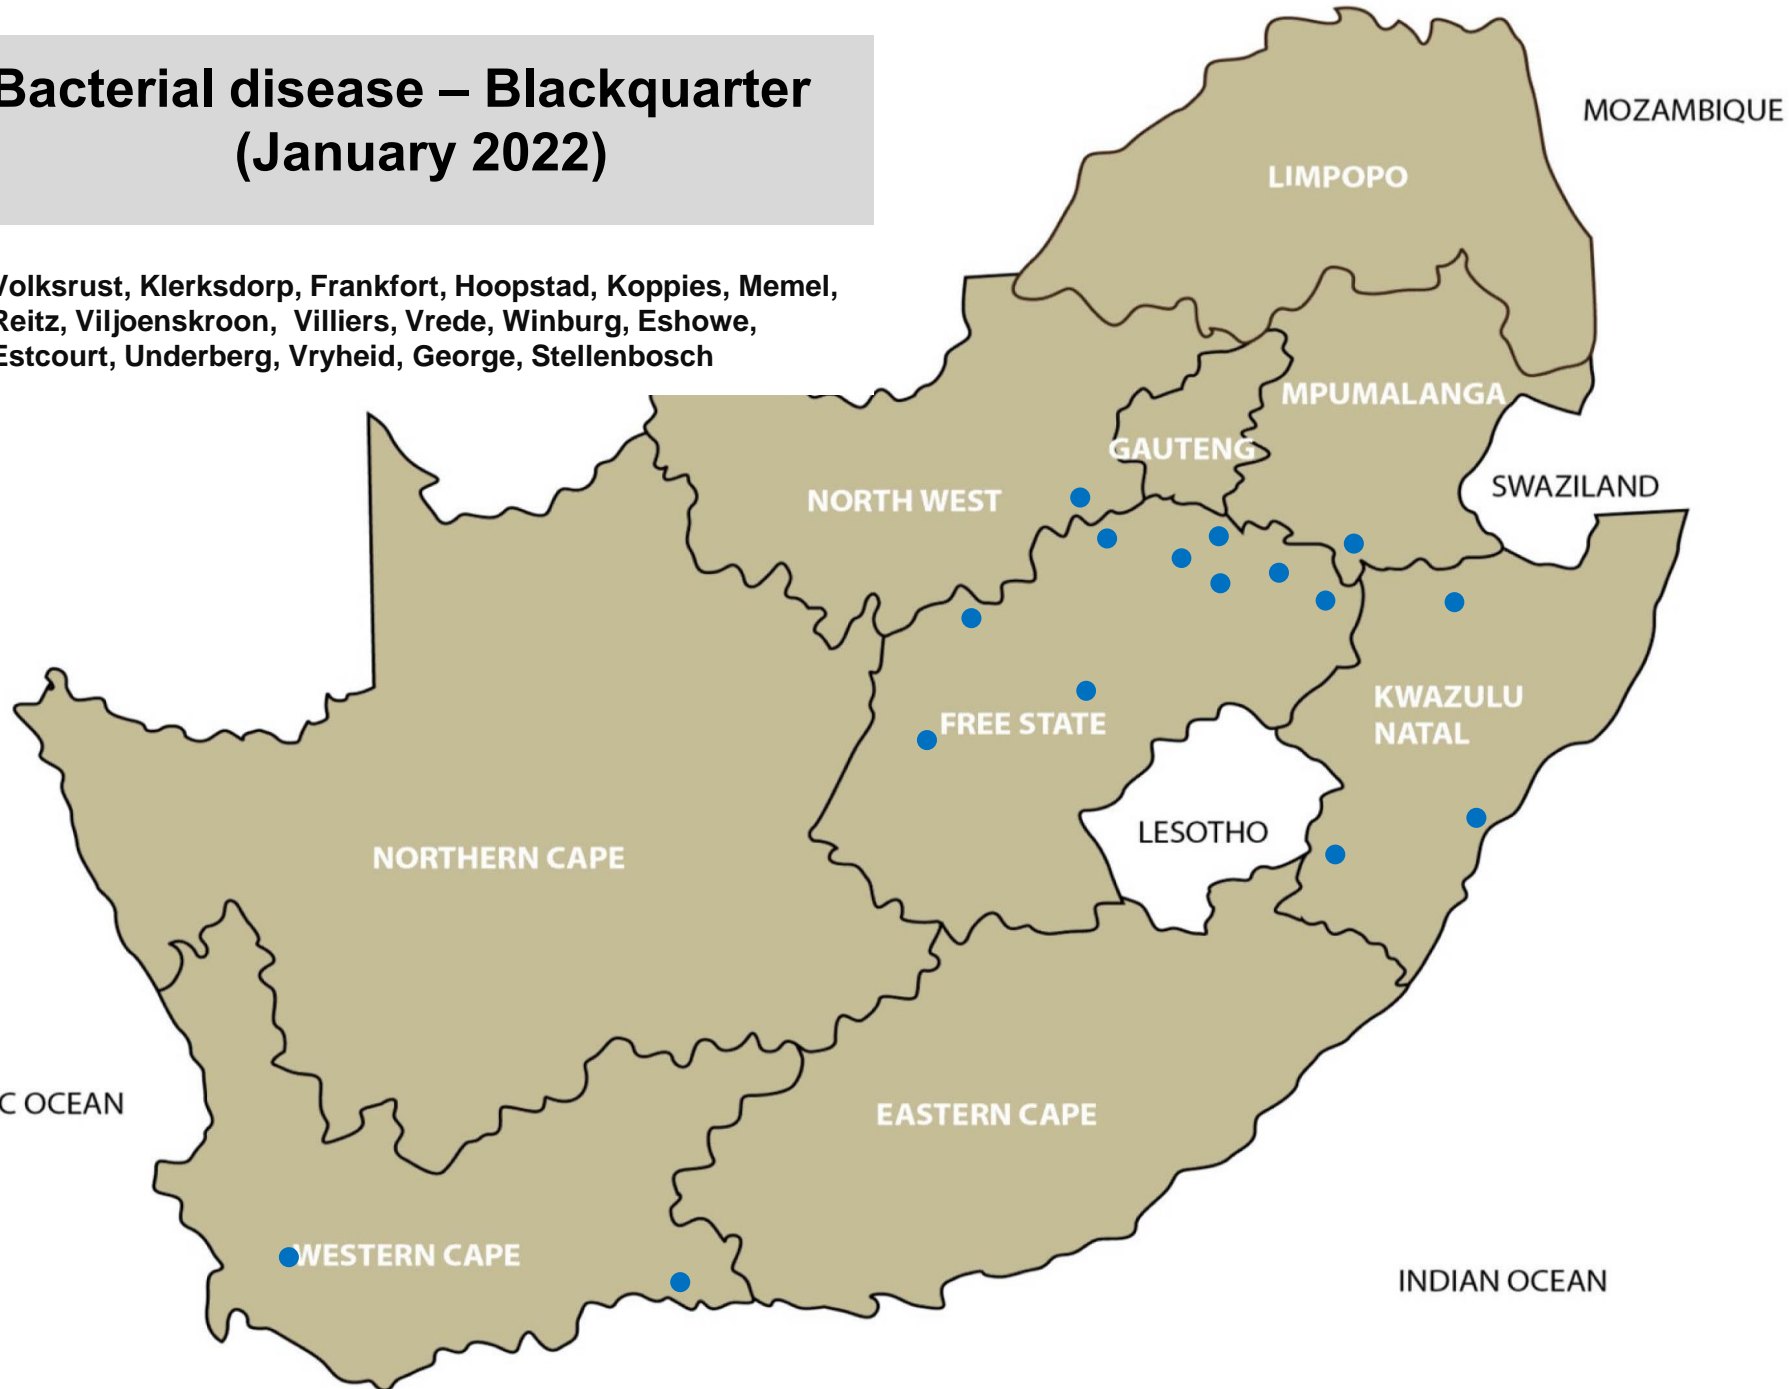 Bacterial disease – Blackquarter
(January 2022)
Volksrust, Klerksdorp, Frankfort, Hoopstad, Koppies, Memel,
Reitz, Viljoenskroon, Villiers, Vrede, Winburg, Eshowe,
Estcourt, Underberg, Vryheid, George, Stellenbosch
MOZAMBIQUE
LIMPOPO
MPUMALANGA
GAUTENG
SWAZILAND
NORTH WEST
KWAZULU
NATAL
FREE STATE
LESOTHO
NORTHERN CAPE
C OCEAN
EASTERN CAPE
WESTERN CAPE
INDIAN OCEAN